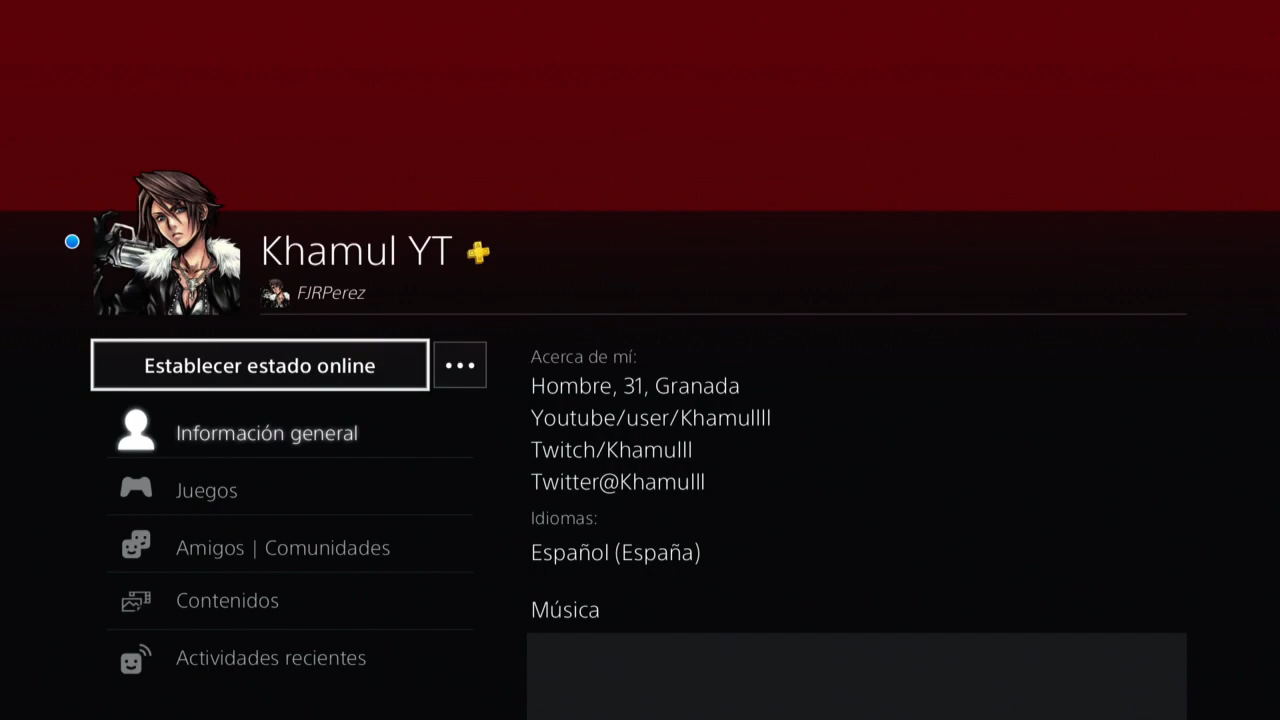 Khamul YT
FJRPerez
Establecer estado online
Información general
Juegos
Amigos | Comunidades
Contenidos
Actividades recientes
Acerca de mí:
Hombre, 31, Granada
Youtube/user/Khamullll
Twitch/Khamulll
Twitter@Khamulll
Idiomas:
Español (España)
Música